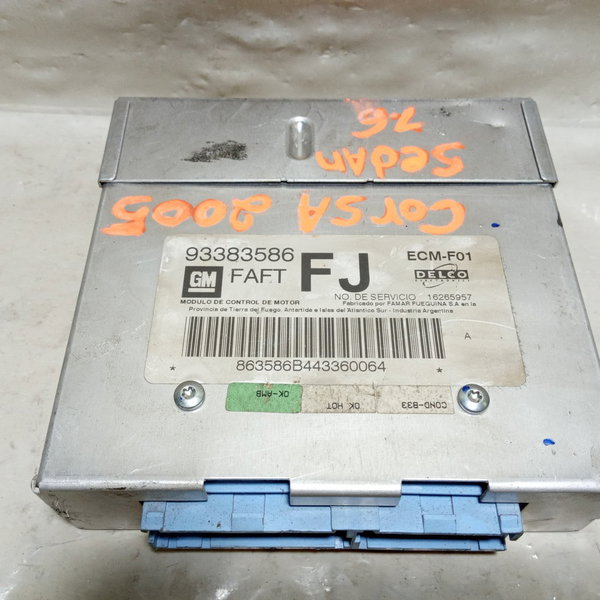 1.6
Sedan
Corsa 2005
93383586
GM FAFT FJ
ECM-F01
DELCO
ELECTRONICS
NO. DE SERVICIO 16265957
MODULO DE CONTROL DE MOTOR
Fabricado por FAMAR FUEGUINA S.A en la
Provincia de Tierra del Fuego, Antartida e Islas del Atlantico Sur - Industria Argentina
A
* 863586B443360064 *
OK-AMB OK HOT COND-B33